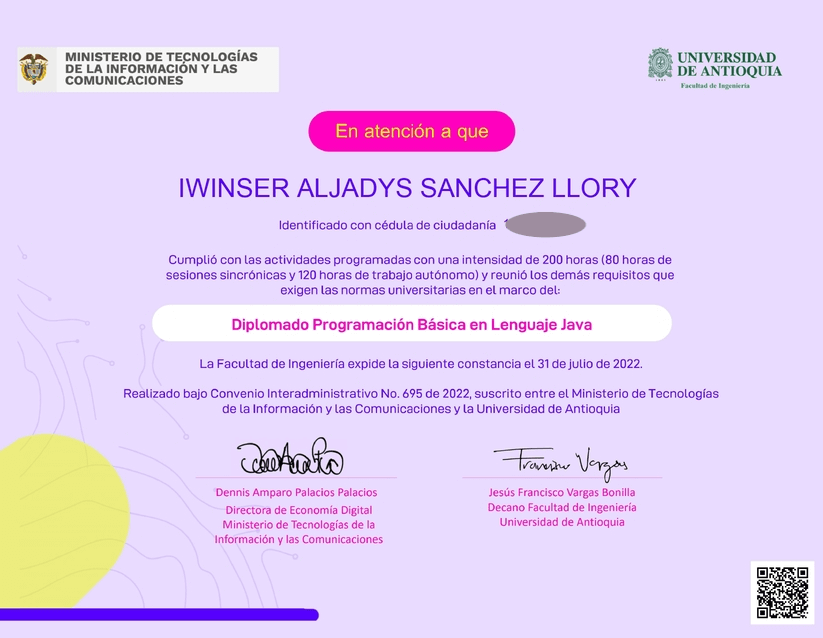 MINISTERIO DE TECNOLOGÍAS
DE LA INFORMACIÓN Y LAS
COMUNICACIONES
UNIVERSIDAD
DE ANTIOQUIA
Facultad de Ingeniería
En atención a que
IWINSER ALJADYS SANCHEZ LLORY
Identificado con cédula de ciudadanía
Cumplió con las actividades programadas con una intensidad de 200 horas (80 horas de
sesiones sincrónicas y 120 horas de trabajo autónomo) y reunió los demás requisitos que
exigen las normas universitarias en el marco del:
Diplomado Programación Básica en Lenguaje Java
La Facultad de Ingeniería expide la siguiente constancia el 31 de julio de 2022.
Realizado bajo Convenio Interadministrativo No. 695 de 2022, suscrito entre el Ministerio de Tecnologías
de la Información y las Comunicaciones y la Universidad de Antioquia
Francisco Vargas
Dennis Amparo Palacios Palacios
Directora de Economía Digital
Ministerio de Tecnologías de la
Información y las Comunicaciones
Jesús Francisco Vargas Bonilla
Decano Facultad de Ingeniería
Universidad de Antioquia